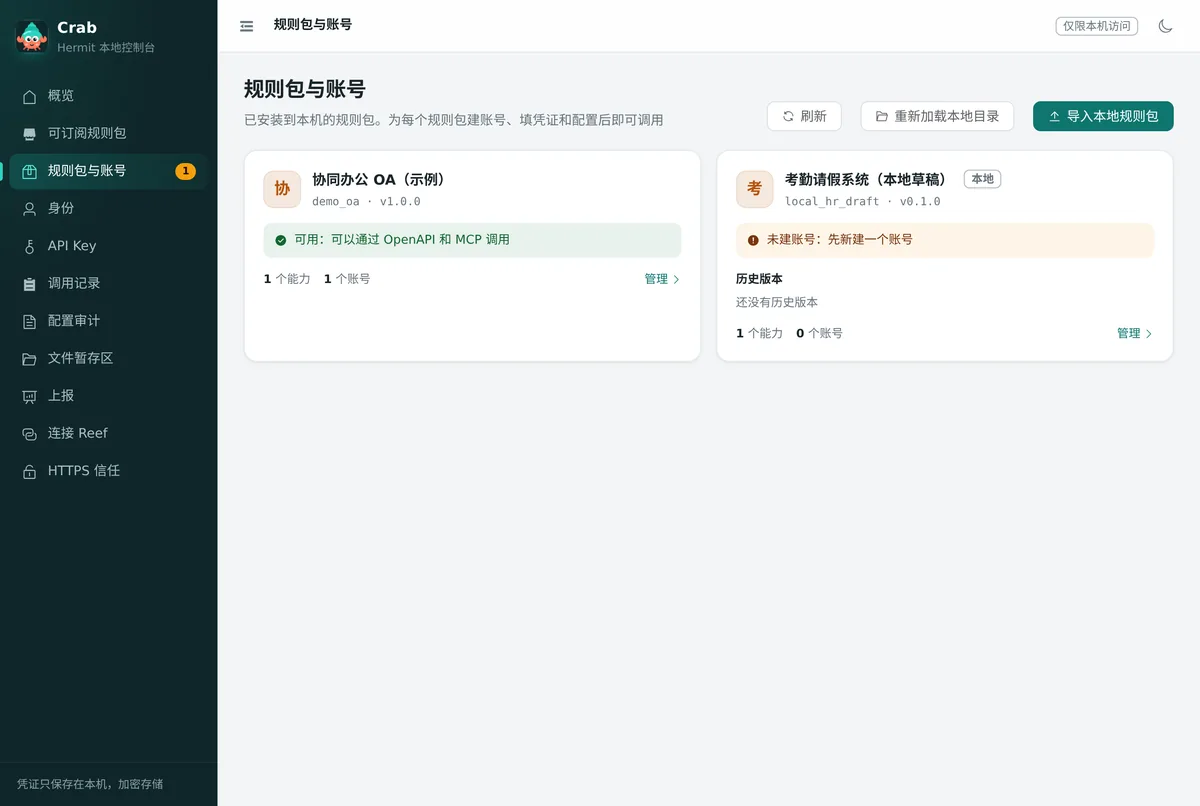 Crab
Hermit 本地控制台
概览
可订阅规则包
规则包与账号
1
身份
API Key
调用记录
配置审计
文件暂存区
上报
连接 Reef
HTTPS 信任
凭证只保存在本机，加密存储
规则包与账号
仅限本机访问
规则包与账号
已安装到本机的规则包。为每个规则包建账号、填凭证和配置后即可调用
刷新
重新加载本地目录
导入本地规则包
协
协同办公 OA（示例）
demo_oa · v1.0.0
可用：可以通过 OpenAPI 和 MCP 调用
1 个能力 1 个账号
管理
考
考勤请假系统（本地草稿）
本地
local_hr_draft · v0.1.0
未建账号：先新建一个账号
历史版本
还没有历史版本
1 个能力 0 个账号
管理